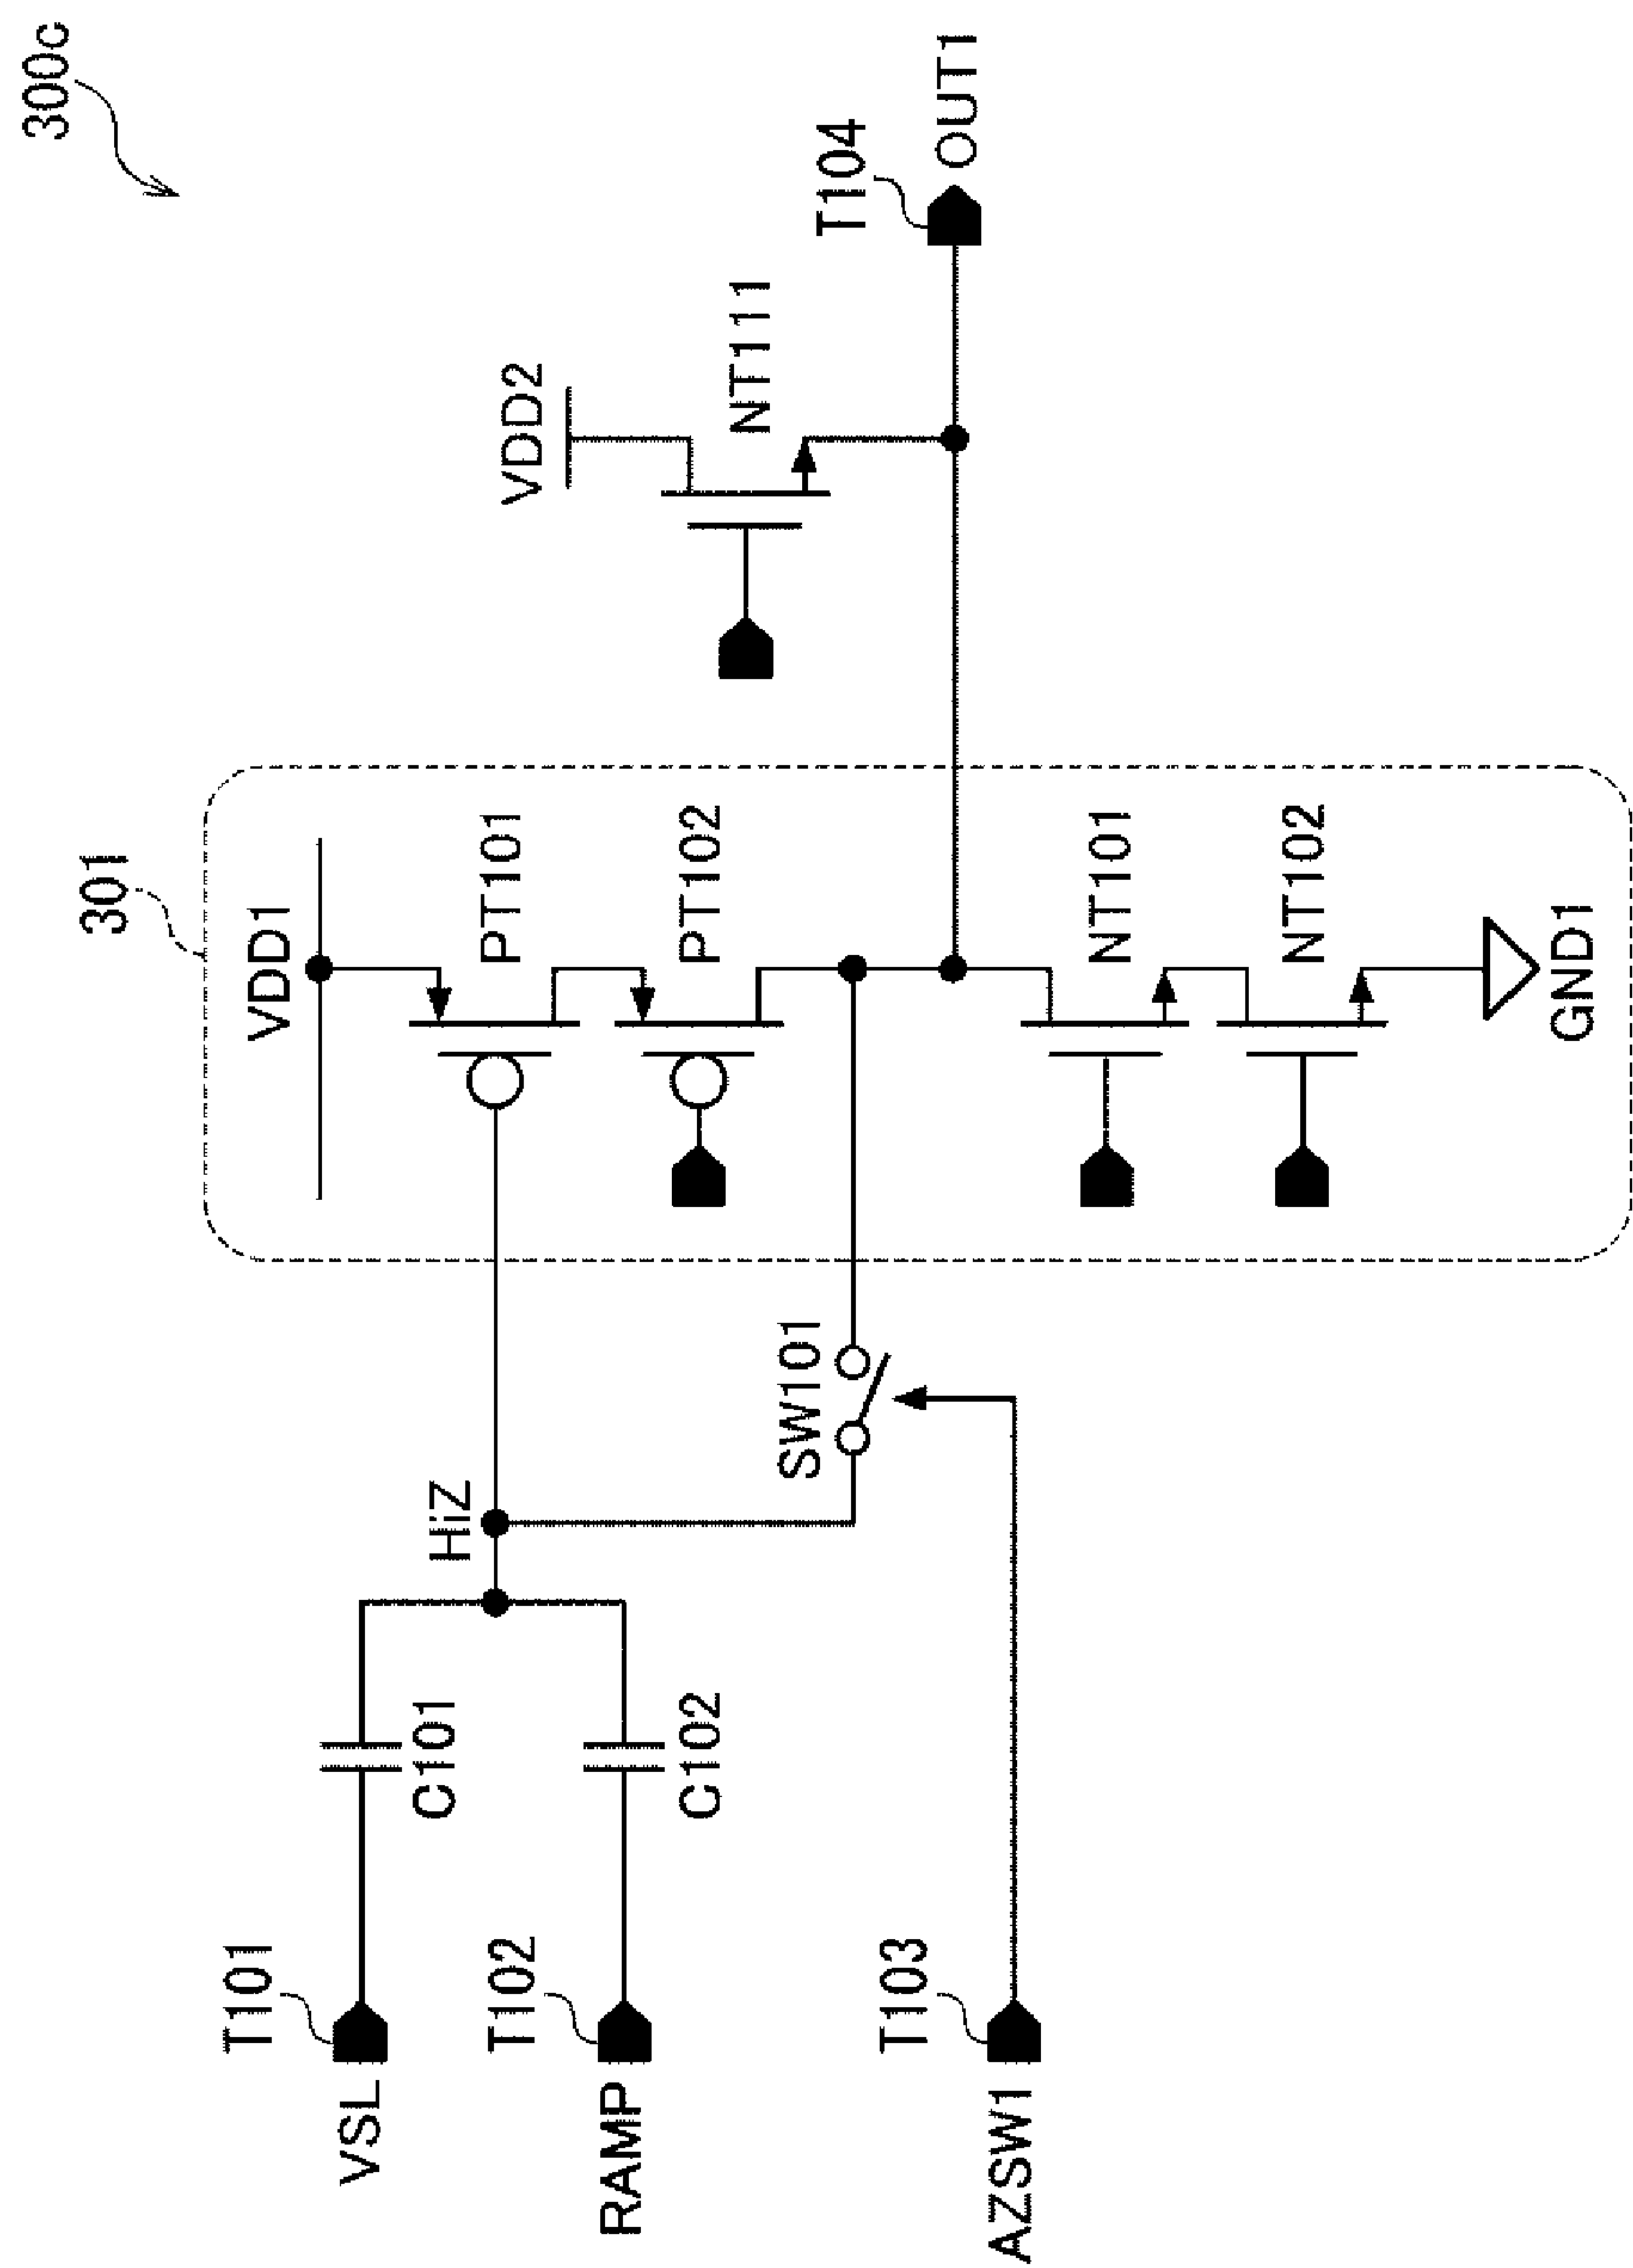 300c
301
VDD1
VDD2
PT101
PT102
NT111
T104
OUT1
NT101
NT102
GND1
HiZ
SW101
T101
VSL
C101
T102
RAMP
C102
T103
AZSW1